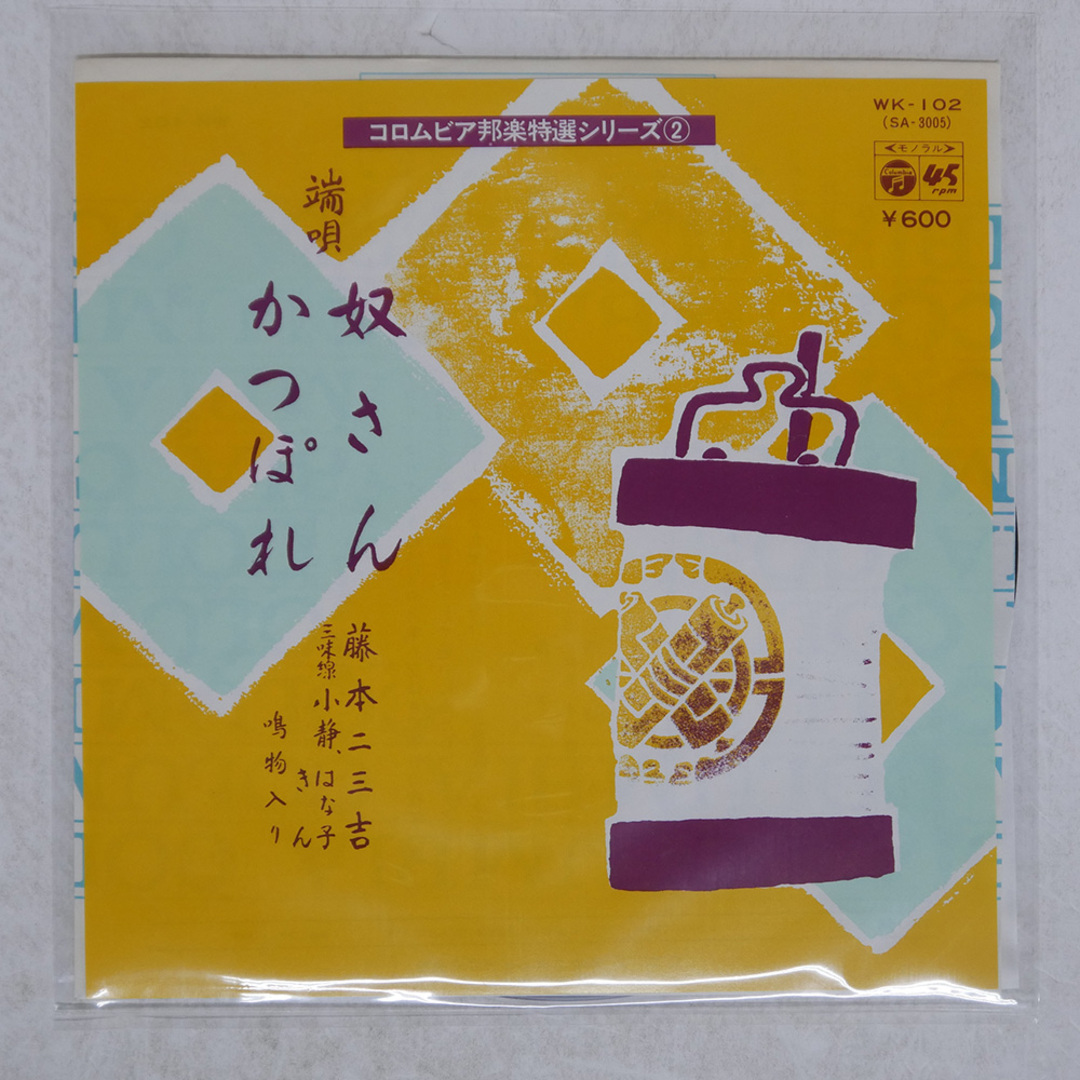 コロムビア邦楽特選シリーズ②
WK-102
(SA-3005)
<モノラル>
Columbia
45
rpm
¥600
端唄
奴さん
かつぽれ
藤本二三吉
三味線 小静、はな子
きん
鳴物入り